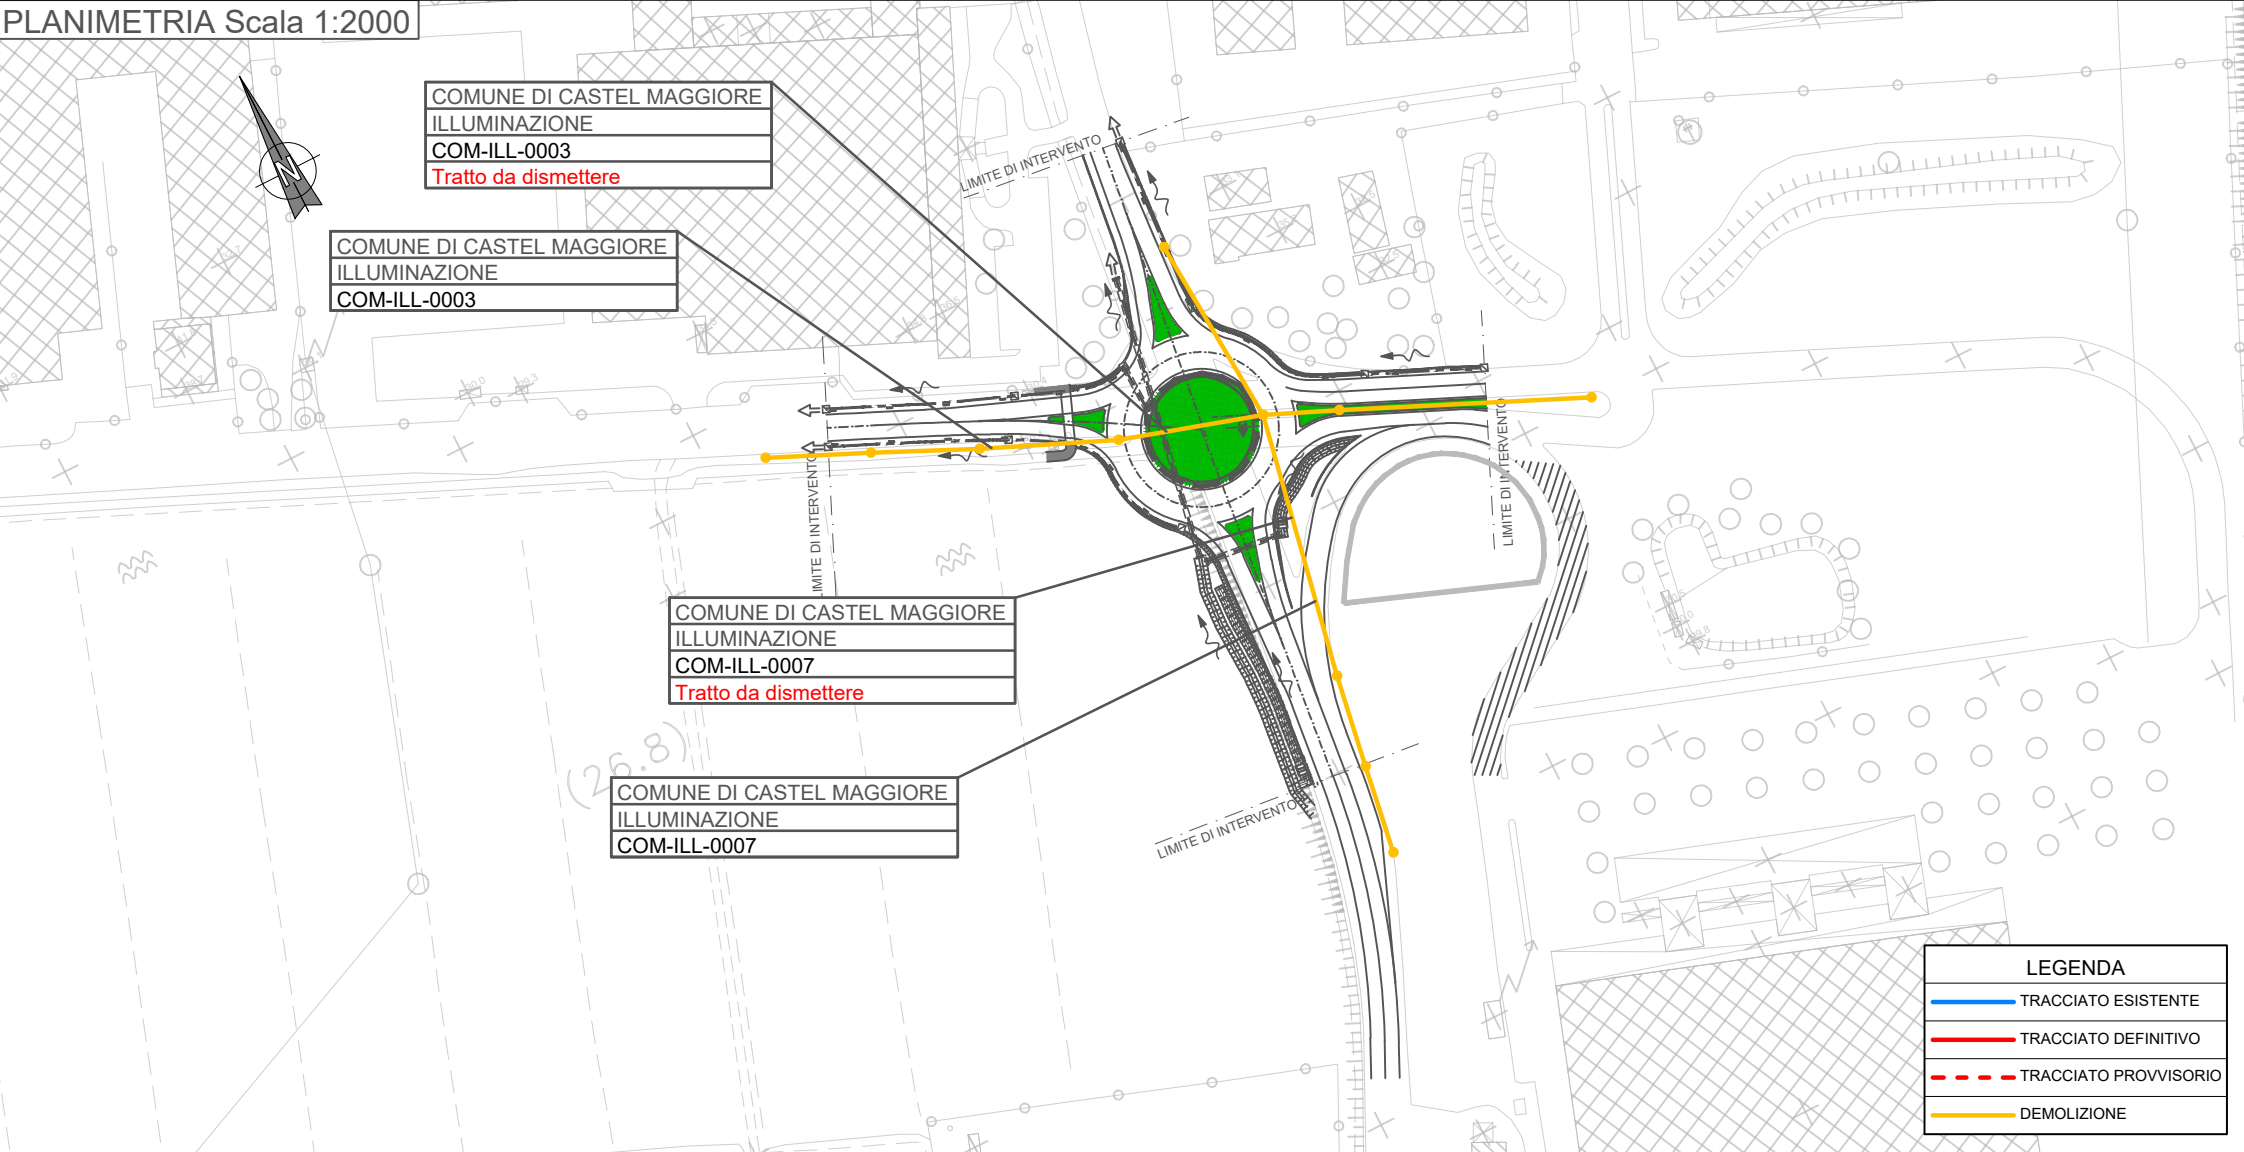 PLANIMETRIA Scala 1:2000
COMUNE DI CASTEL MAGGIORE
ILLUMINAZIONE
COM-ILL-0003
Tratto da dismettere
LIMITE DI INTERVENTO
N
COMUNE DI CASTEL MAGGIORE
ILLUMINAZIONE
COM-ILL-0003
LIMITE DI INTERVENTO
LIMITE DI INTERVENTO
COMUNE DI CASTEL MAGGIORE
ILLUMINAZIONE
COM-ILL-0007
Tratto da dismettere
(26.8)
COMUNE DI CASTEL MAGGIORE
ILLUMINAZIONE
COM-ILL-0007
LIMITE DI INTERVENTO
LEGENDA
TRACCIATO ESISTENTE
TRACCIATO DEFINITIVO
TRACCIATO PROVVISORIO
DEMOLIZIONE